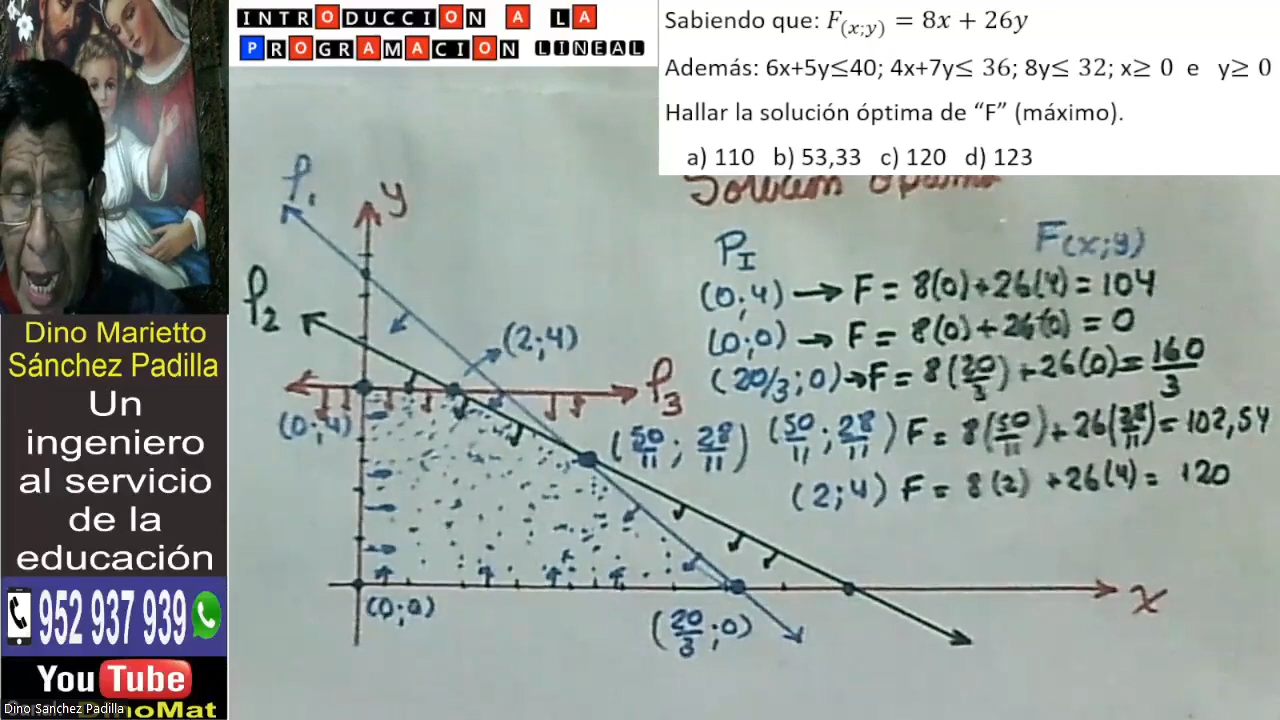 INTRODUCCION A LA
PROGRAMACION LINEAL
Sabiendo que: F(x;y) = 8x + 26y
Además: 6x+5y≤40; 4x+7y≤ 36; 8y≤ 32; x≥ 0 e y≥ 0
Hallar la solución óptima de “F” (máximo).
a) 110 b) 53,33 c) 120 d) 123
Solución óptima
P1
y
P2
P3
x
(2;4)
(0;4)
(50/11 ; 28/11)
(0;0)
(20/3 ; 0)
PI F(x;y)
(0;4) → F = 8(0)+26(4) = 104
(0;0) → F = 8(0)+26(0) = 0
(20/3;0) → F = 8(20/3)+26(0) = 160/3
(50/11 ; 28/11) F = 8(50/11)+26(28/11) = 102,54
(2;4) F = 8(2) +26(4) = 120
Dino Marietto
Sánchez Padilla
Un
ingeniero
al servicio
de la
educación
952 937 939
YouTube
Dino Sanchez Padilla
DinoMat